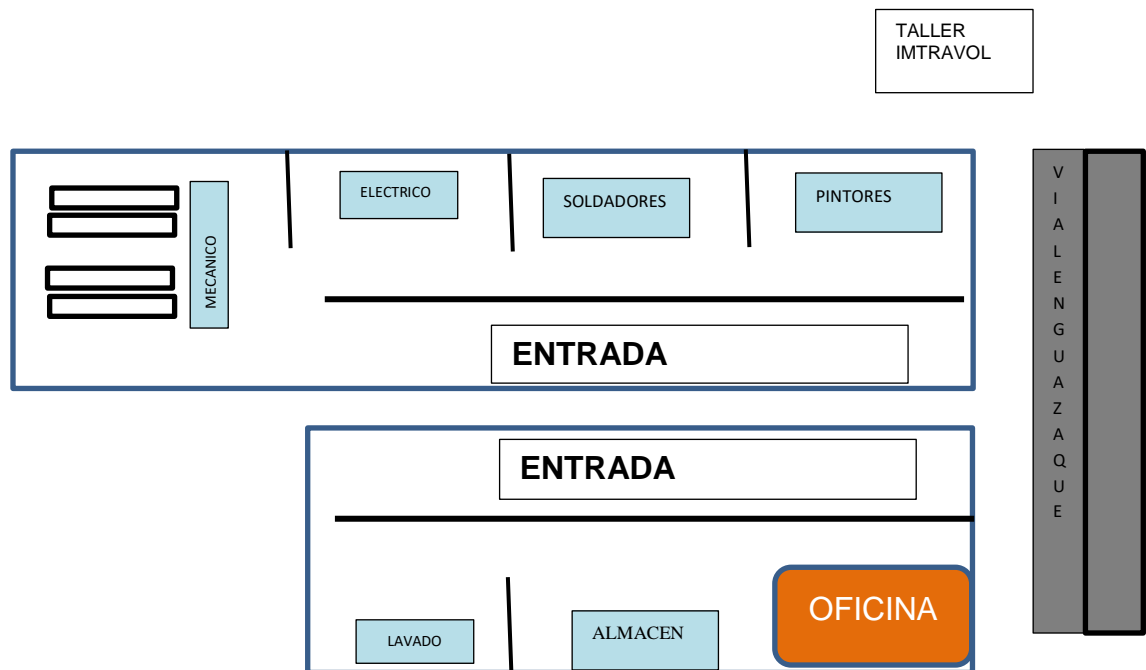 TALLER
IMTRAVOL
MECANICO
ELECTRICO
SOLDADORES
PINTORES
ENTRADA
ENTRADA
LAVADO
ALMACEN
OFICINA
VIALENGUAZAQUE